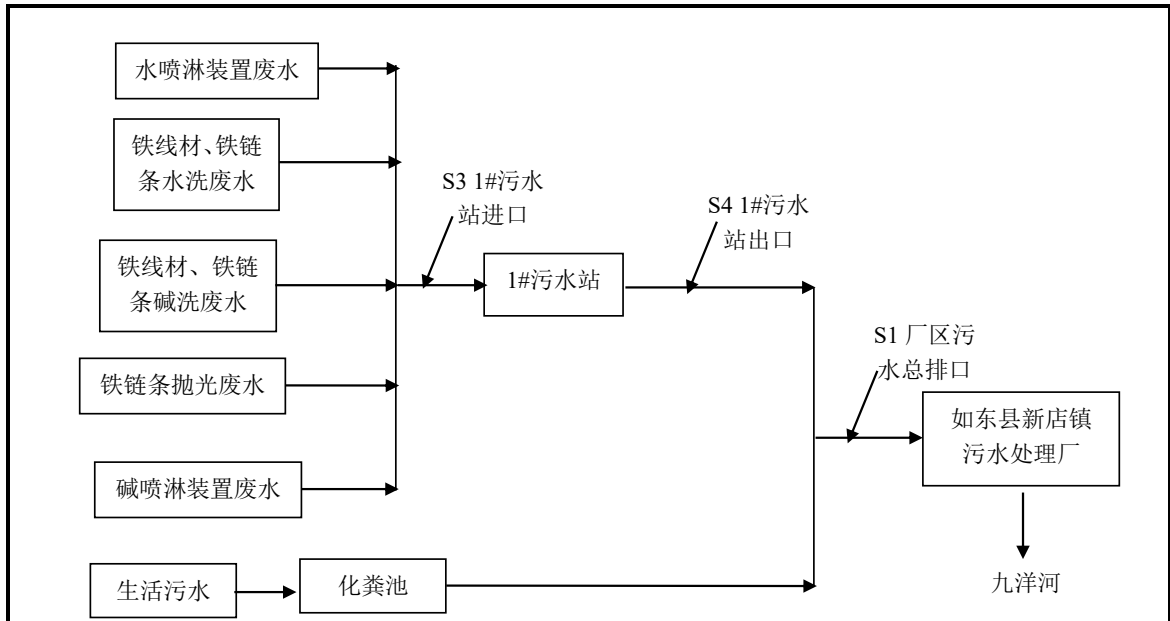 水喷淋装置废水
铁线材、铁链
条水洗废水
S3 1#污水
站进口
S4 1#污水
站出口
铁线材、铁链
条碱洗废水
1#污水站
S1 厂区污
水总排口
铁链条抛光废水
如东县新店镇
污水处理厂
碱喷淋装置废水
生活污水
化粪池
九洋河